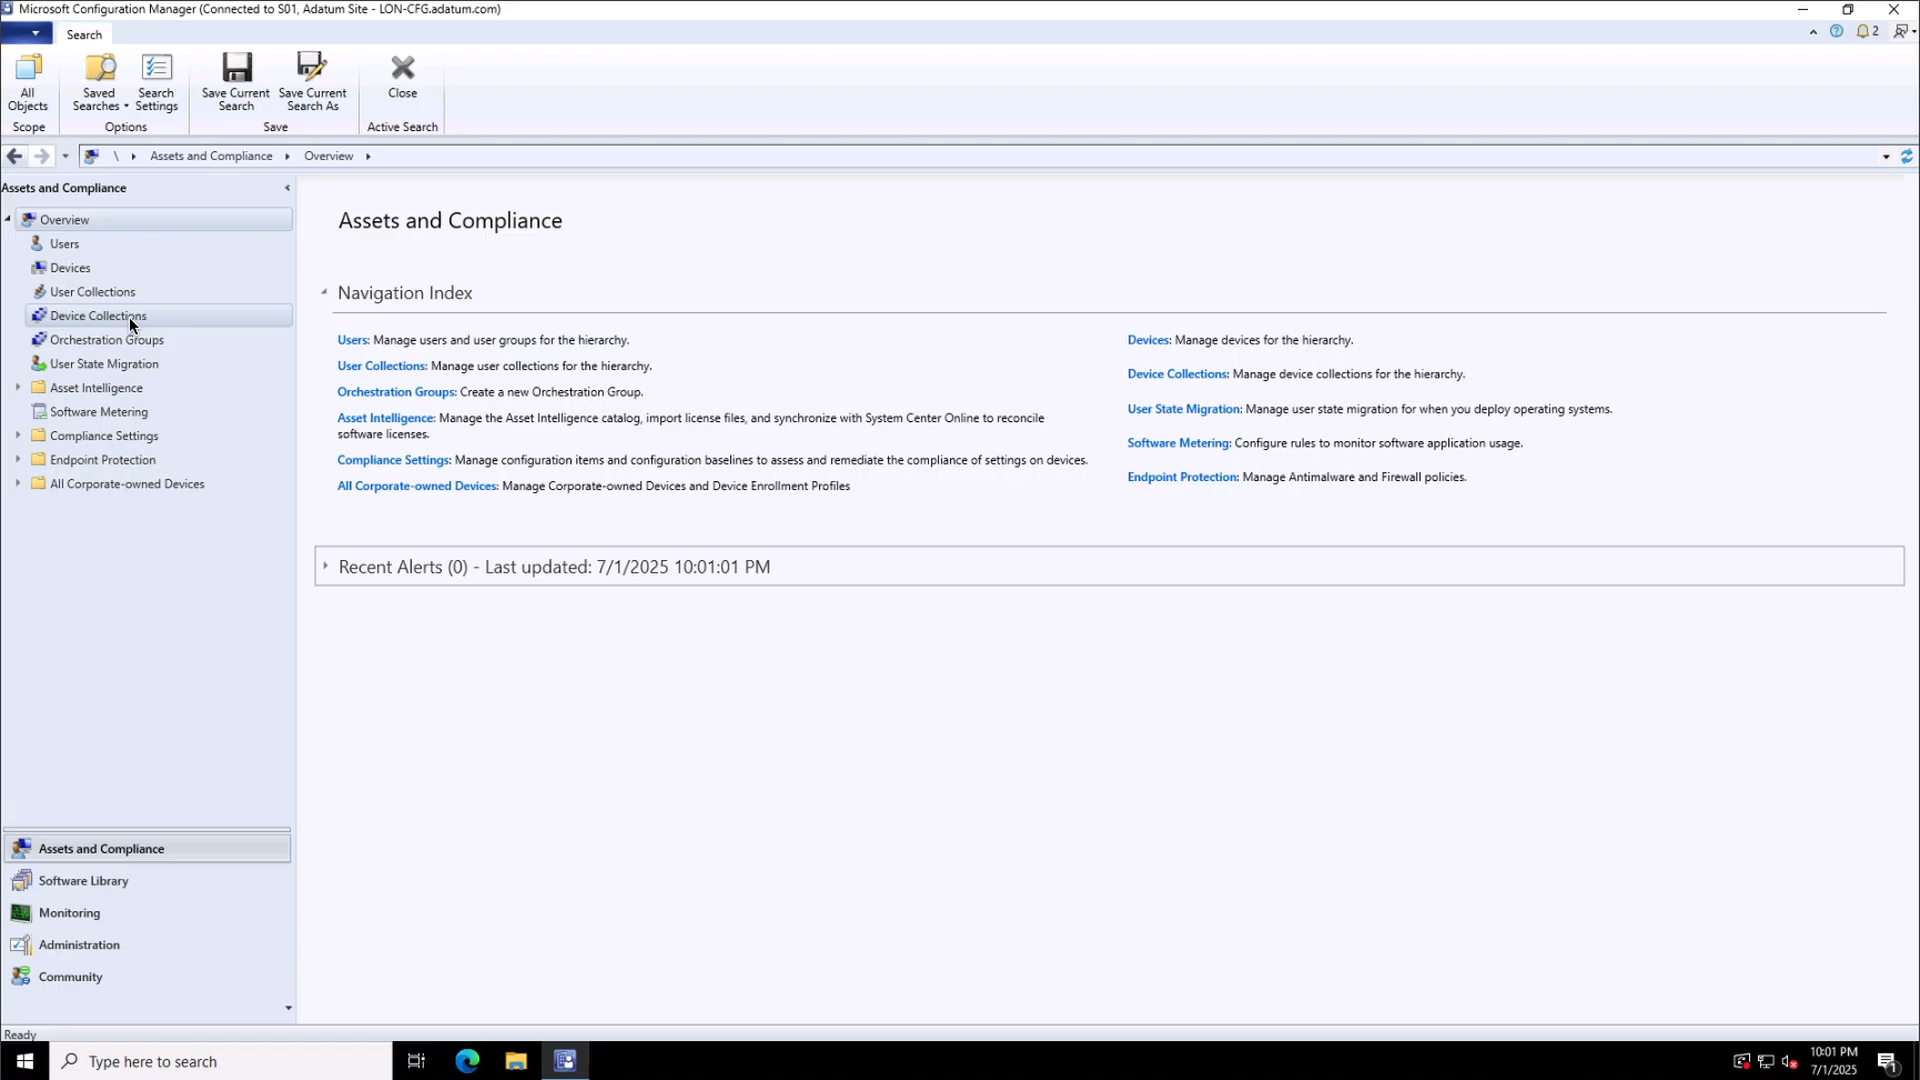 Microsoft Configuration Manager (Connected to S01, Adatum Site - LON-CFG.adatum.com)
Search
2
All Objects
Saved Searches
Search Settings
Save Current Search
Save Current Search As
Close
Scope
Options
Save
Active Search
\ Assets and Compliance Overview
Assets and Compliance
Overview
Users
Devices
User Collections
Device Collections
Orchestration Groups
User State Migration
Asset Intelligence
Software Metering
Compliance Settings
Endpoint Protection
All Corporate-owned Devices
Assets and Compliance
Software Library
Monitoring
Administration
Community
Assets and Compliance
Navigation Index
Users: Manage users and user groups for the hierarchy.
User Collections: Manage user collections for the hierarchy.
Orchestration Groups: Create a new Orchestration Group.
Asset Intelligence: Manage the Asset Intelligence catalog, import license files, and synchronize with System Center Online to reconcile
software licenses.
Compliance Settings: Manage configuration items and configuration baselines to assess and remediate the compliance of settings on devices.
All Corporate-owned Devices: Manage Corporate-owned Devices and Device Enrollment Profiles
Devices: Manage devices for the hierarchy.
Device Collections: Manage device collections for the hierarchy.
User State Migration: Manage user state migration for when you deploy operating systems.
Software Metering: Configure rules to monitor software application usage.
Endpoint Protection: Manage Antimalware and Firewall policies.
Recent Alerts (0) - Last updated: 7/1/2025 10:01:01 PM
Ready
Type here to search
10:01 PM
7/1/2025
1